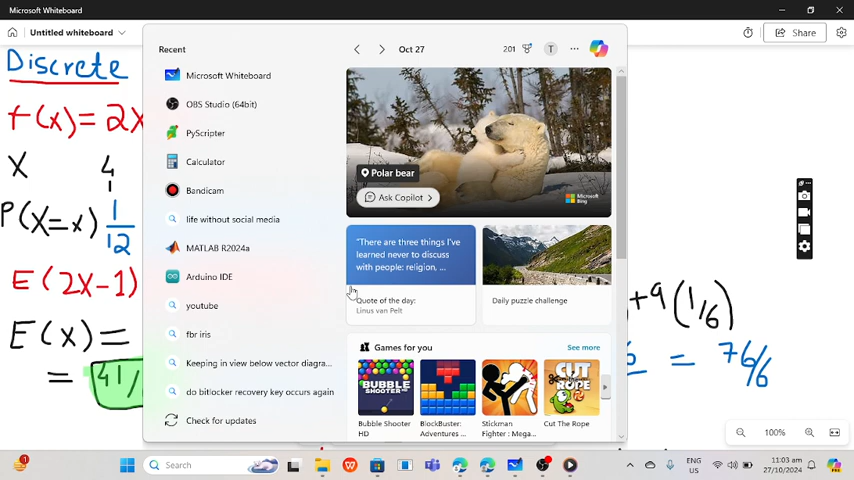 Microsoft Whiteboard
Untitled whiteboard
Share
Discrete
f(x)= 2x
X 4
P(X=x) 1/12
E(2X-1)
E(X)=
= 41/
+9(1/6)
= 76/6
Recent
Microsoft Whiteboard
OBS Studio (64bit)
PyScripter
Calculator
Bandicam
life without social media
MATLAB R2024a
Arduino IDE
youtube
fbr iris
Keeping in view below vector diagra...
do bitlocker recovery key occurs again
Check for updates
Oct 27
201
T
Polar bear
Ask Copilot
Microsoft Bing
"There are three things I've
learned never to discuss
with people: religion, ...
Quote of the day:
Linus van Pelt
Daily puzzle challenge
Games for you
See more
BUBBLE SHOOTER
CUT ROPE
Bubble Shooter
HD
BlockBuster:
Adventures ...
Stickman
Fighter : Mega...
Cut The Rope
100%
1
Search
ENG
US
11:03 am
27/10/2024